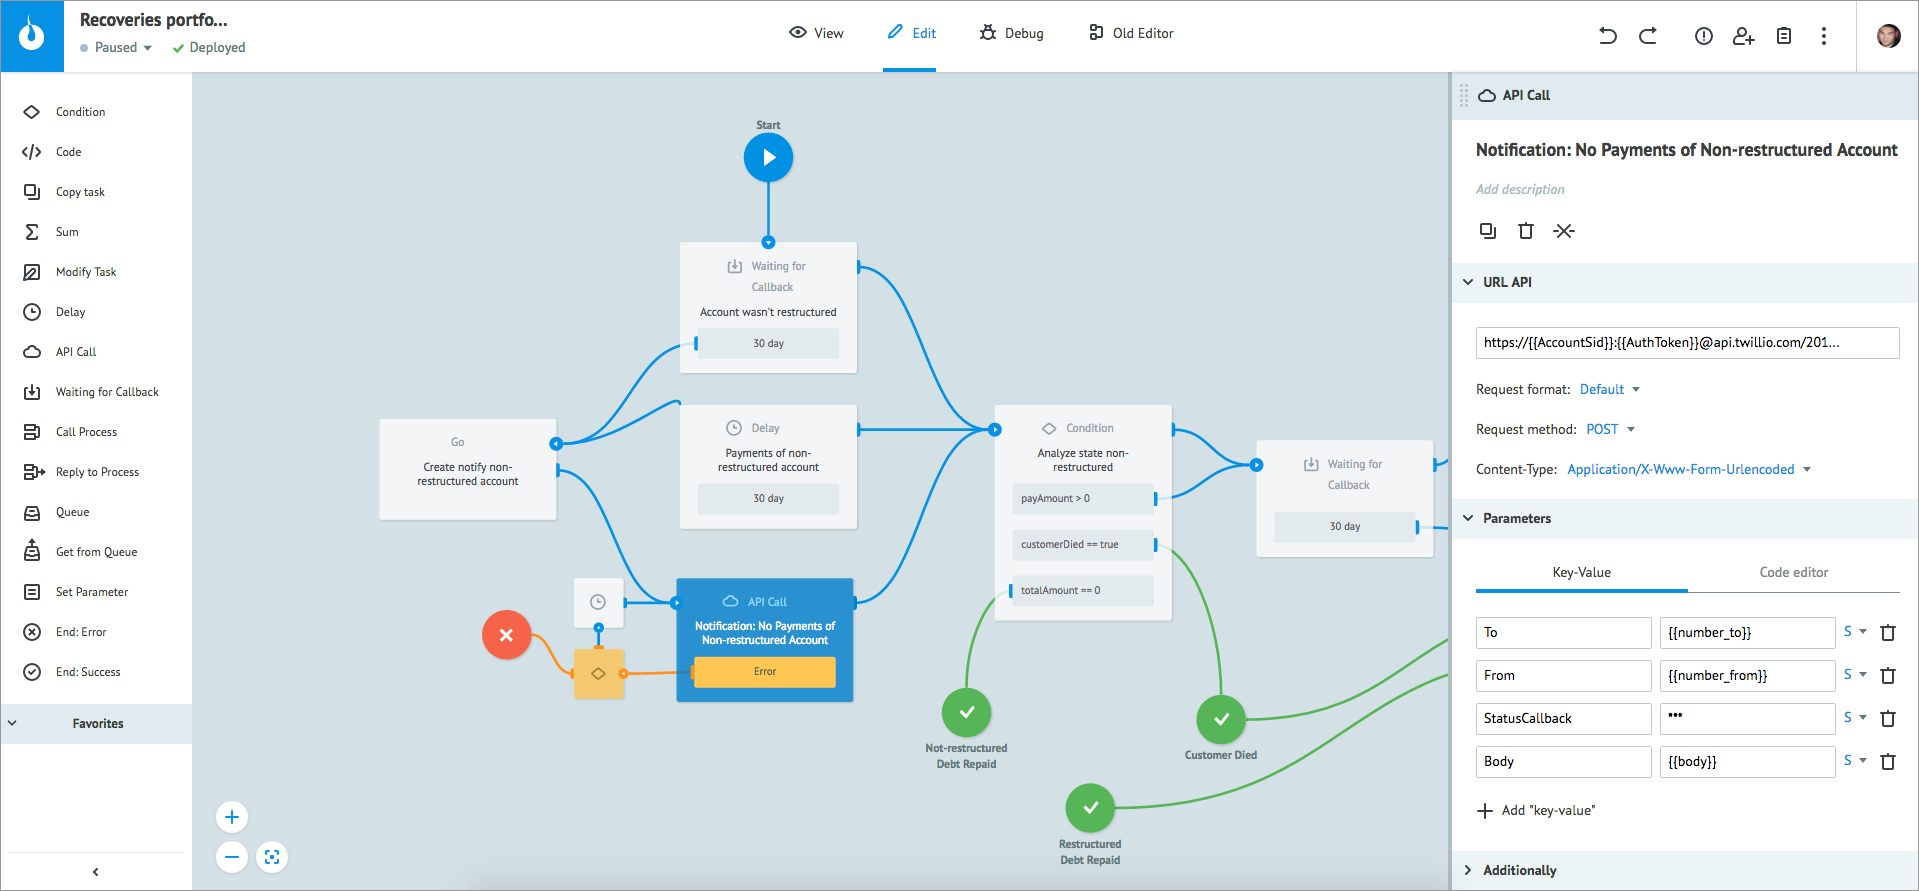 Recoveries portfo...
Paused
Deployed
View
Edit
Debug
Old Editor
Condition
Code
Copy task
Sum
Modify Task
Delay
API Call
Waiting for Callback
Call Process
Reply to Process
Queue
Get from Queue
Set Parameter
End: Error
End: Success
Favorites
Start
Waiting for
Callback
Account wasn't restructured
30 day
Go
Create notify non-
restructured account
Delay
Payments of non-
restructured account
30 day
API Call
Notification: No Payments of
Non-restructured Account
Error
Condition
Analyze state non-
restructured
payAmount > 0
customerDied == true
totalAmount == 0
Waiting for
Callback
30 day
Not-restructured
Debt Repaid
Customer Died
Restructured
Debt Repaid
API Call
Notification: No Payments of Non-restructured Account
Add description
URL API
https://{{AccountSid}}:{{AuthToken}}@api.twillio.com/201...
Request format: Default
Request method: POST
Content-Type: Application/X-Www-Form-Urlencoded
Parameters
Key-Value
Code editor
To
{{number_to}}
S
From
{{number_from}}
S
StatusCallback
•••
S
Body
{{body}}
S
Add "key-value"
Additionally